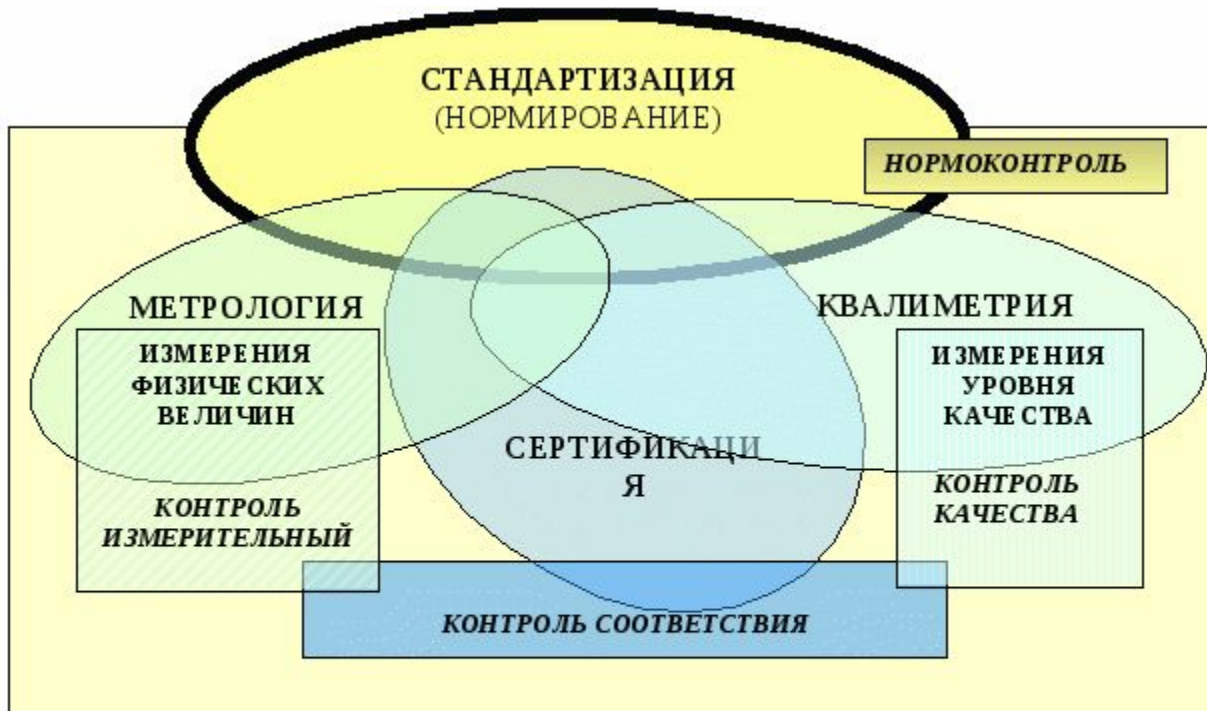 СТАНДАРТИЗАЦИЯ
(НОРМИРОВАНИЕ)
НОРМОКОНТРОЛЬ
МЕТРОЛОГИЯ
ИЗМЕРЕНИЯ
ФИЗИЧЕСКИХ
ВЕЛИЧИН
КОНТРОЛЬ
ИЗМЕРИТЕЛЬНЫЙ
КВАЛИМЕТРИЯ
ИЗМЕРЕНИЯ
УРОВНЯ
КАЧЕСТВА
КОНТРОЛЬ
КАЧЕСТВА
СЕРТИФИКАЦИ
Я
КОНТРОЛЬ СООТВЕТСТВИЯ